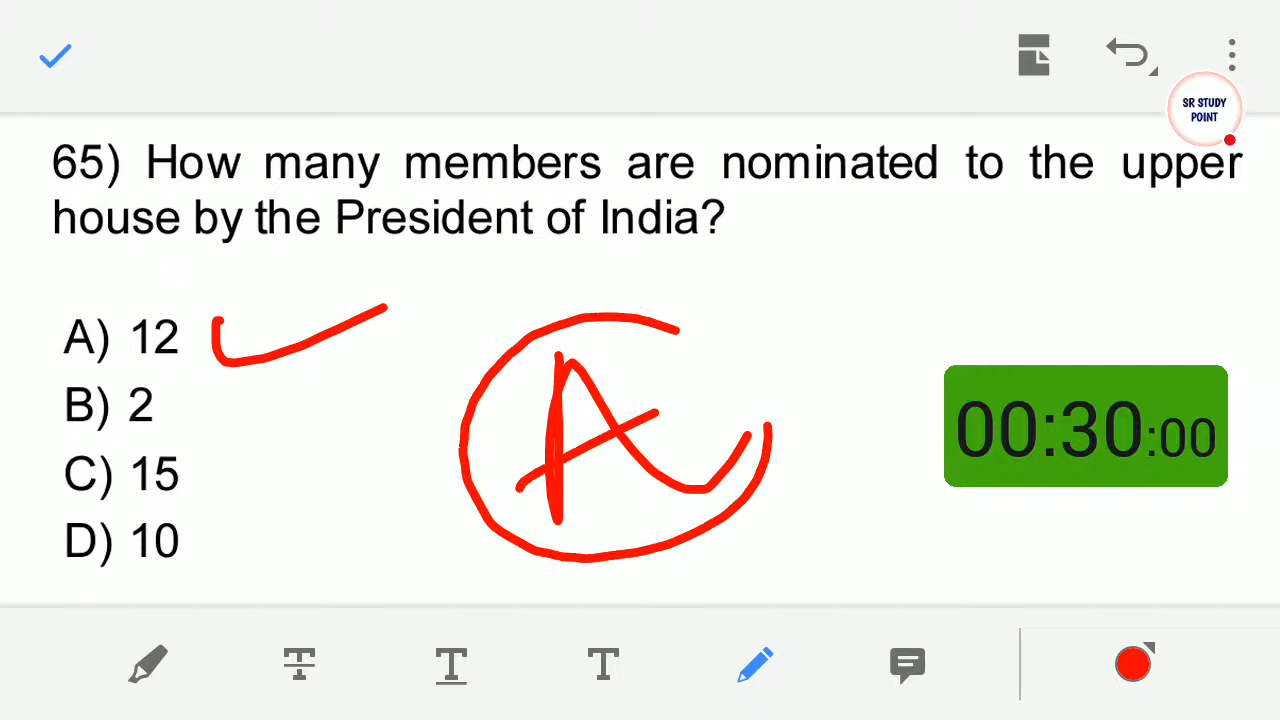 SR STUDY
POINT
65) How many members are nominated to the upper
house by the President of India?
A) 12
B) 2
C) 15
D) 10
A
00:30:00
T
T
T